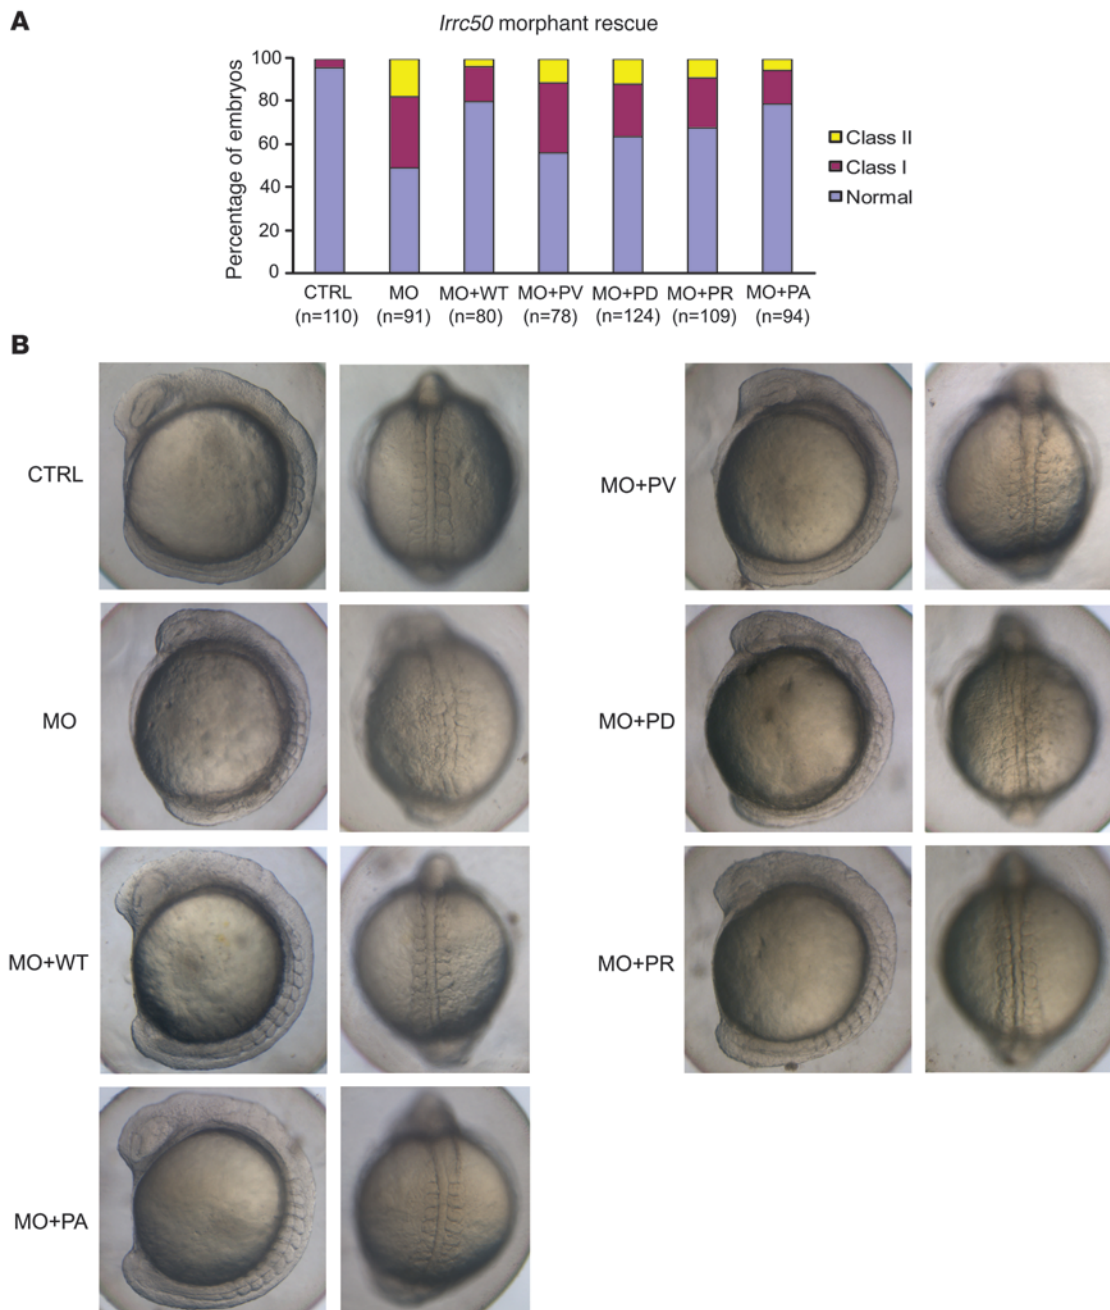 A
lrrc50 morphant rescue
Percentage of embryos
100
80
60
40
20
0
Class II
Class I
Normal
CTRL
(n=110)
MO
(n=91)
MO+WT
(n=80)
MO+PV
(n=78)
MO+PD
(n=124)
MO+PR
(n=109)
MO+PA
(n=94)
B
CTRL
MO+PV
MO
MO+PD
MO+WT
MO+PR
MO+PA